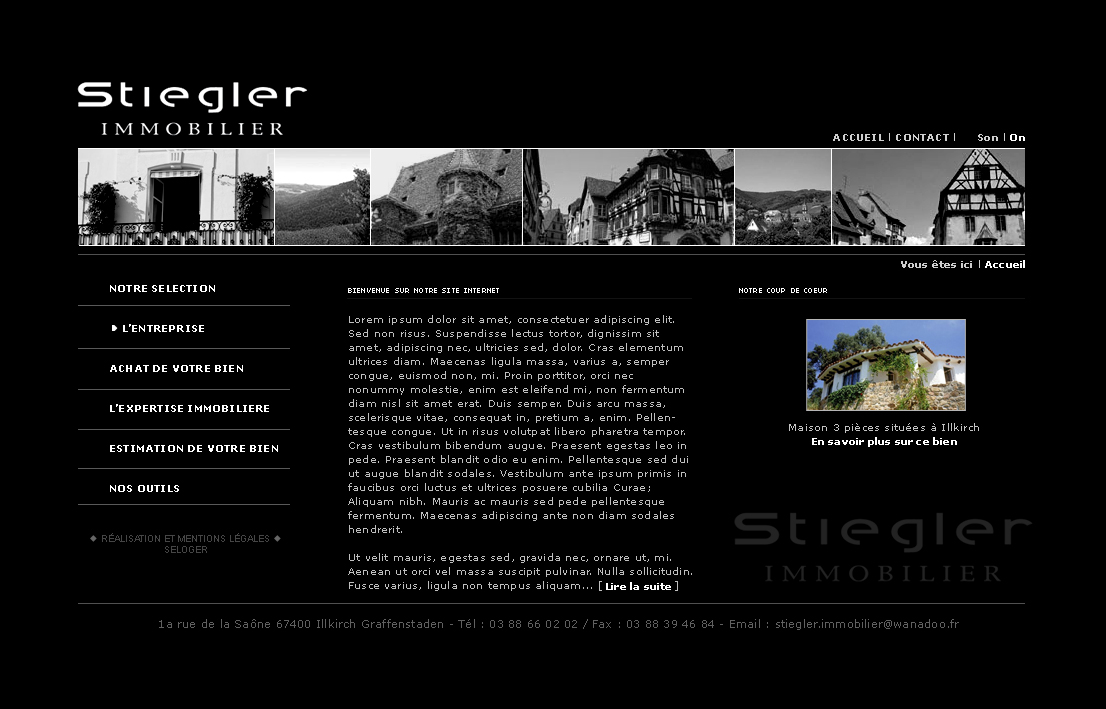 Stiegler
IMMOBILIER
ACCUEIL | CONTACT | Son | On
Vous êtes ici | Accueil
NOTRE SELECTION
L'ENTREPRISE
ACHAT DE VOTRE BIEN
L'EXPERTISE IMMOBILIERE
ESTIMATION DE VOTRE BIEN
NOS OUTILS
◆ RÉALISATION ET MENTIONS LÉGALES ◆
SELOGER
BIENVENUE SUR NOTRE SITE INTERNET
Lorem ipsum dolor sit amet, consectetuer adipiscing elit.
Sed non risus. Suspendisse lectus tortor, dignissim sit
amet, adipiscing nec, ultricies sed, dolor. Cras elementum
ultrices diam. Maecenas ligula massa, varius a, semper
congue, euismod non, mi. Proin porttitor, orci nec
nonummy molestie, enim est eleifend mi, non fermentum
diam nisl sit amet erat. Duis semper. Duis arcu massa,
scelerisque vitae, consequat in, pretium a, enim. Pellen-
tesque congue. Ut in risus volutpat libero pharetra tempor.
Cras vestibulum bibendum augue. Praesent egestas leo in
pede. Praesent blandit odio eu enim. Pellentesque sed dui
ut augue blandit sodales. Vestibulum ante ipsum primis in
faucibus orci luctus et ultrices posuere cubilia Curae;
Aliquam nibh. Mauris ac mauris sed pede pellentesque
fermentum. Maecenas adipiscing ante non diam sodales
hendrerit.
Ut velit mauris, egestas sed, gravida nec, ornare ut, mi.
Aenean ut orci vel massa suscipit pulvinar. Nulla sollicitudin.
Fusce varius, ligula non tempus aliquam... [ Lire la suite ]
NOTRE COUP DE COEUR
Maison 3 pièces situées à Illkirch
En savoir plus sur ce bien
Stiegler
IMMOBILIER
1a rue de la Saône 67400 Illkirch Graffenstaden - Tél : 03 88 66 02 02 / Fax : 03 88 39 46 84 - Email : stiegler.immobilier@wanadoo.fr